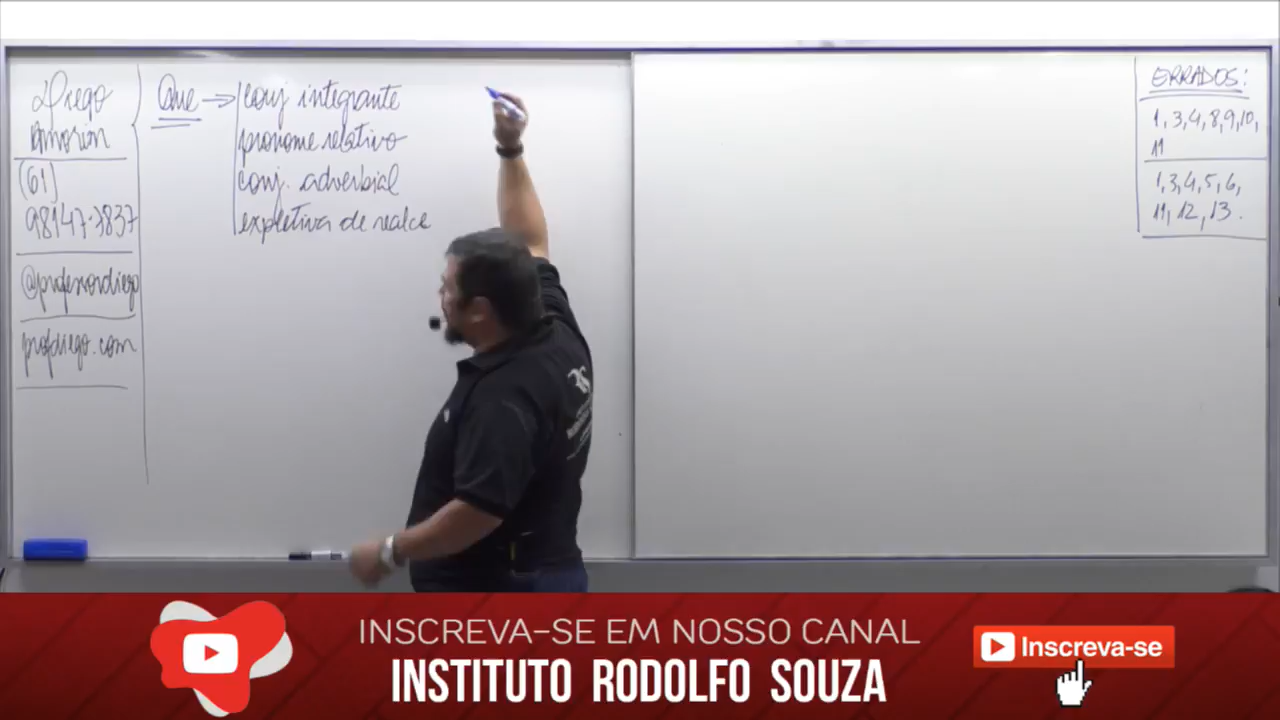 Diego
Amorim
(61)
98147-7837
@professordiego
profdiego.com
Que → conj integrante
pronome relativo
conj. adverbial
expletiva de realce
ERRADOS:
1, 3, 4, 8, 9, 10,
11
1, 3, 4, 5, 6,
11, 12, 13.
INSCREVA-SE EM NOSSO CANAL
INSTITUTO RODOLFO SOUZA
Inscreva-se